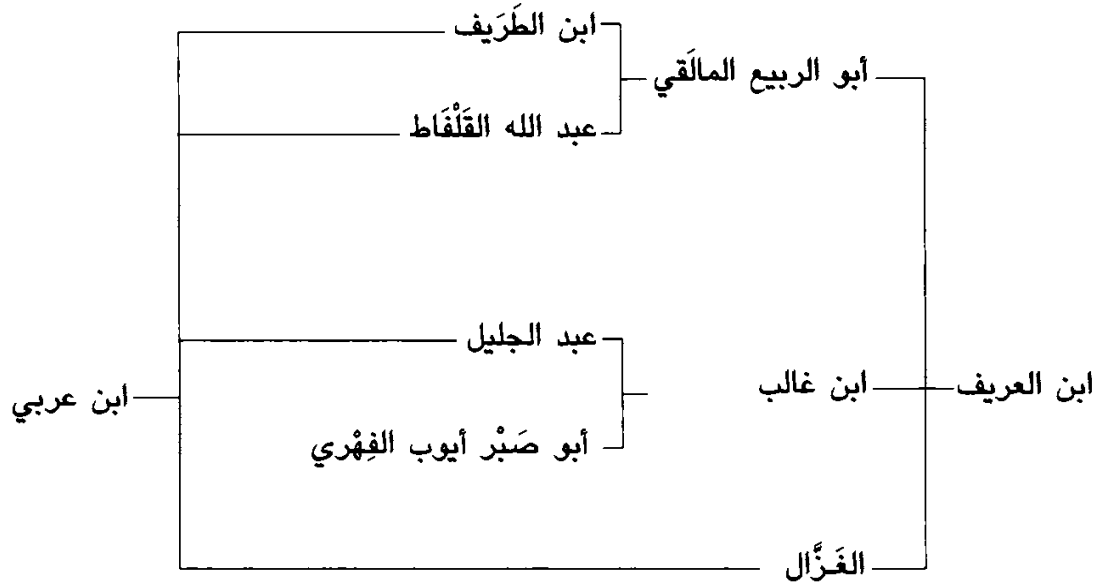 ابن الطَرَيف
أبو الربيع المالَقي
عبد الله القَلْفَاط
عبد الجليل
ابن العريف
ابن غالب
ابن عربي
أبو صَبْر أيوب الفِهْري
الغَزَّال